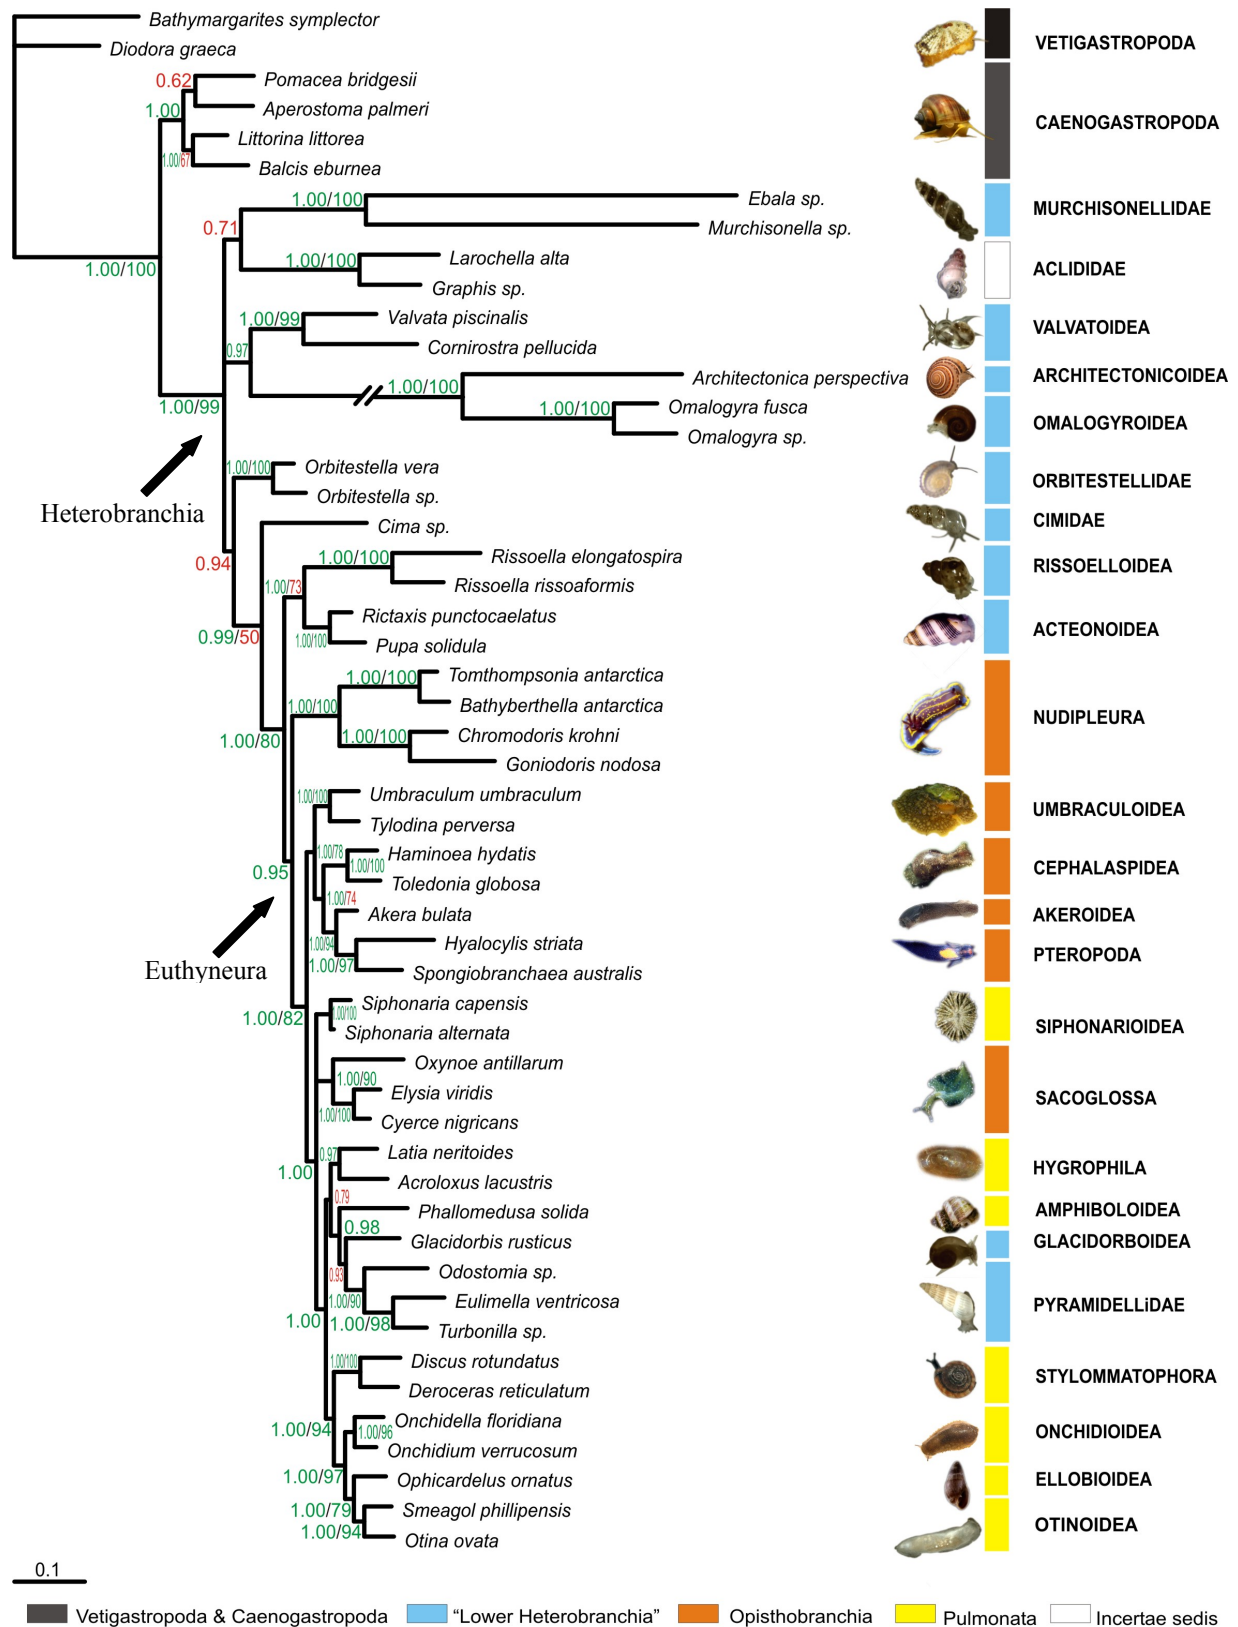 Bathymargarites symplector
Diodora graeca
VETIGASTROPODA
0.62
Pomacea bridgesii
1.00
Aperostoma palmeri
CAENOGASTROPODA
Littorina littorea
1.00/67
Balcis eburnea
1.00/100
Ebala sp.
MURCHISONELLIDAE
0.71
Murchisonella sp.
1.00/100
1.00/100
Larochella alta
ACLIDIDAE
Graphis sp.
1.00/99
Valvata piscinalis
VALVATOIDEA
0.97
Cornirostra pellucida
1.00/100
Architectonica perspectiva
ARCHITECTONICOIDEA
1.00/99
1.00/100
Omalogyra fusca
OMALOGYROIDEA
Omalogyra sp.
Heterobranchia
1.00/100
Orbitestella vera
ORBITESTELLIDAE
Orbitestella sp.
Cima sp.
CIMIDAE
0.94
1.00/100
Rissoella elongatospira
RISSOELLOIDEA
1.00/73
Rissoella rissoaformis
0.99/50
Rictaxis punctocaelatus
ACTEONOIDEA
1.00/100
Pupa solidula
1.00/100
Tomthompsonia antarctica
1.00/100
Bathyberthella antarctica
NUDIPLEURA
1.00/80
1.00/100
Chromodoris krohni
Goniodoris nodosa
1.00/100
Umbraculum umbraculum
UMBRACULOIDEA
Tylodina perversa
1.00/78
Haminoea hydatis
CEPHALASPIDEA
0.95
1.00/100
Toledonia globosa
1.00/74
Akera bulata
AKEROIDEA
1.00/94
Hyalocylis striata
PTEROPODA
Euthyneura
1.00/97
Spongiobranchaea australis
Siphonaria capensis
1.00/82
1.00/100
Siphonaria alternata
SIPHONARIOIDEA
Oxynoe antillarum
1.00/90
Elysia viridis
SACOGLOSSA
1.00/100
Cyerce nigricans
0.97
Latia neritoides
HYGROPHILA
1.00
Acroloxus lacustris
0.79
Phallomedusa solida
AMPHIBOLOIDEA
0.98
Glacidorbis rusticus
GLACIDORBOIDEA
0.93
Odostomia sp.
1.00/90
Eulimella ventricosa
PYRAMIDELLiDAE
1.00
1.00/98
Turbonilla sp.
1.00/100
Discus rotundatus
STYLOMMATOPHORA
Deroceras reticulatum
1.00/94
Onchidella floridiana
ONCHIDIOIDEA
1.00/96
Onchidium verrucosum
1.00/97
Ophicardelus ornatus
ELLOBIOIDEA
1.00/79
Smeagol phillipensis
1.00/94
Otina ovata
OTINOIDEA
0.1
Vetigastropoda & Caenogastropoda
“Lower Heterobranchia”
Opisthobranchia
Pulmonata
Incertae sedis